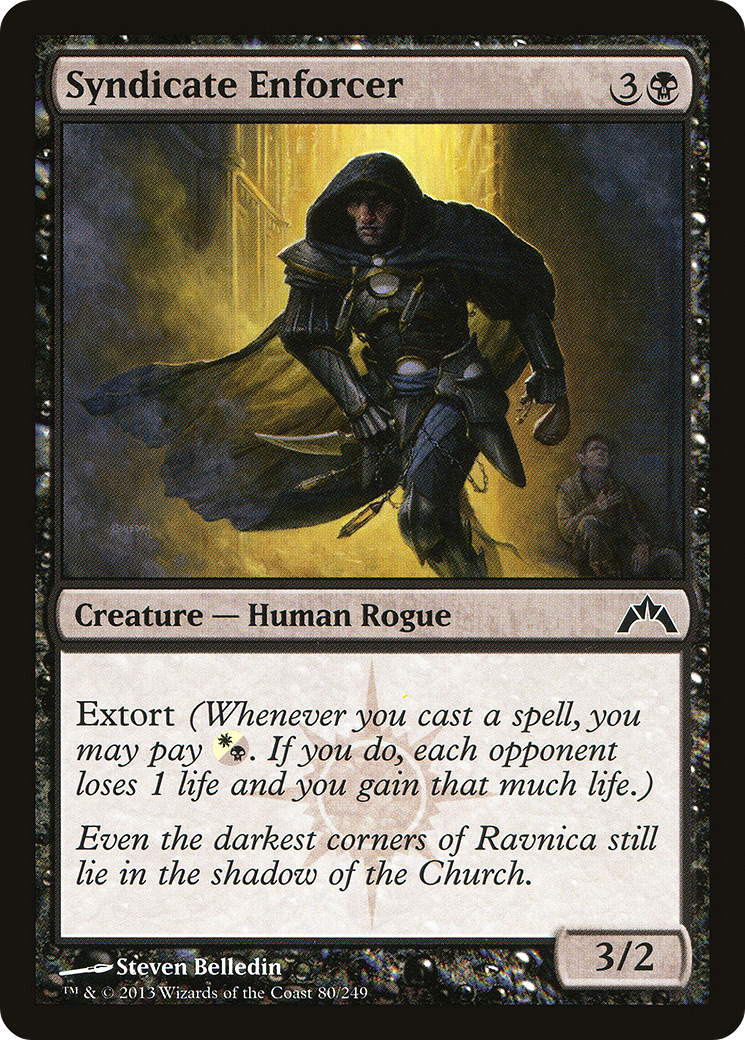 Syndicate Enforcer 3
Creature — Human Rogue
Extort (Whenever you cast a spell, you
may pay . If you do, each opponent
loses 1 life and you gain that much life.)
Even the darkest corners of Ravnica still
lie in the shadow of the Church.
3/2
Steven Belledin
™ & © 2013 Wizards of the Coast 80/249